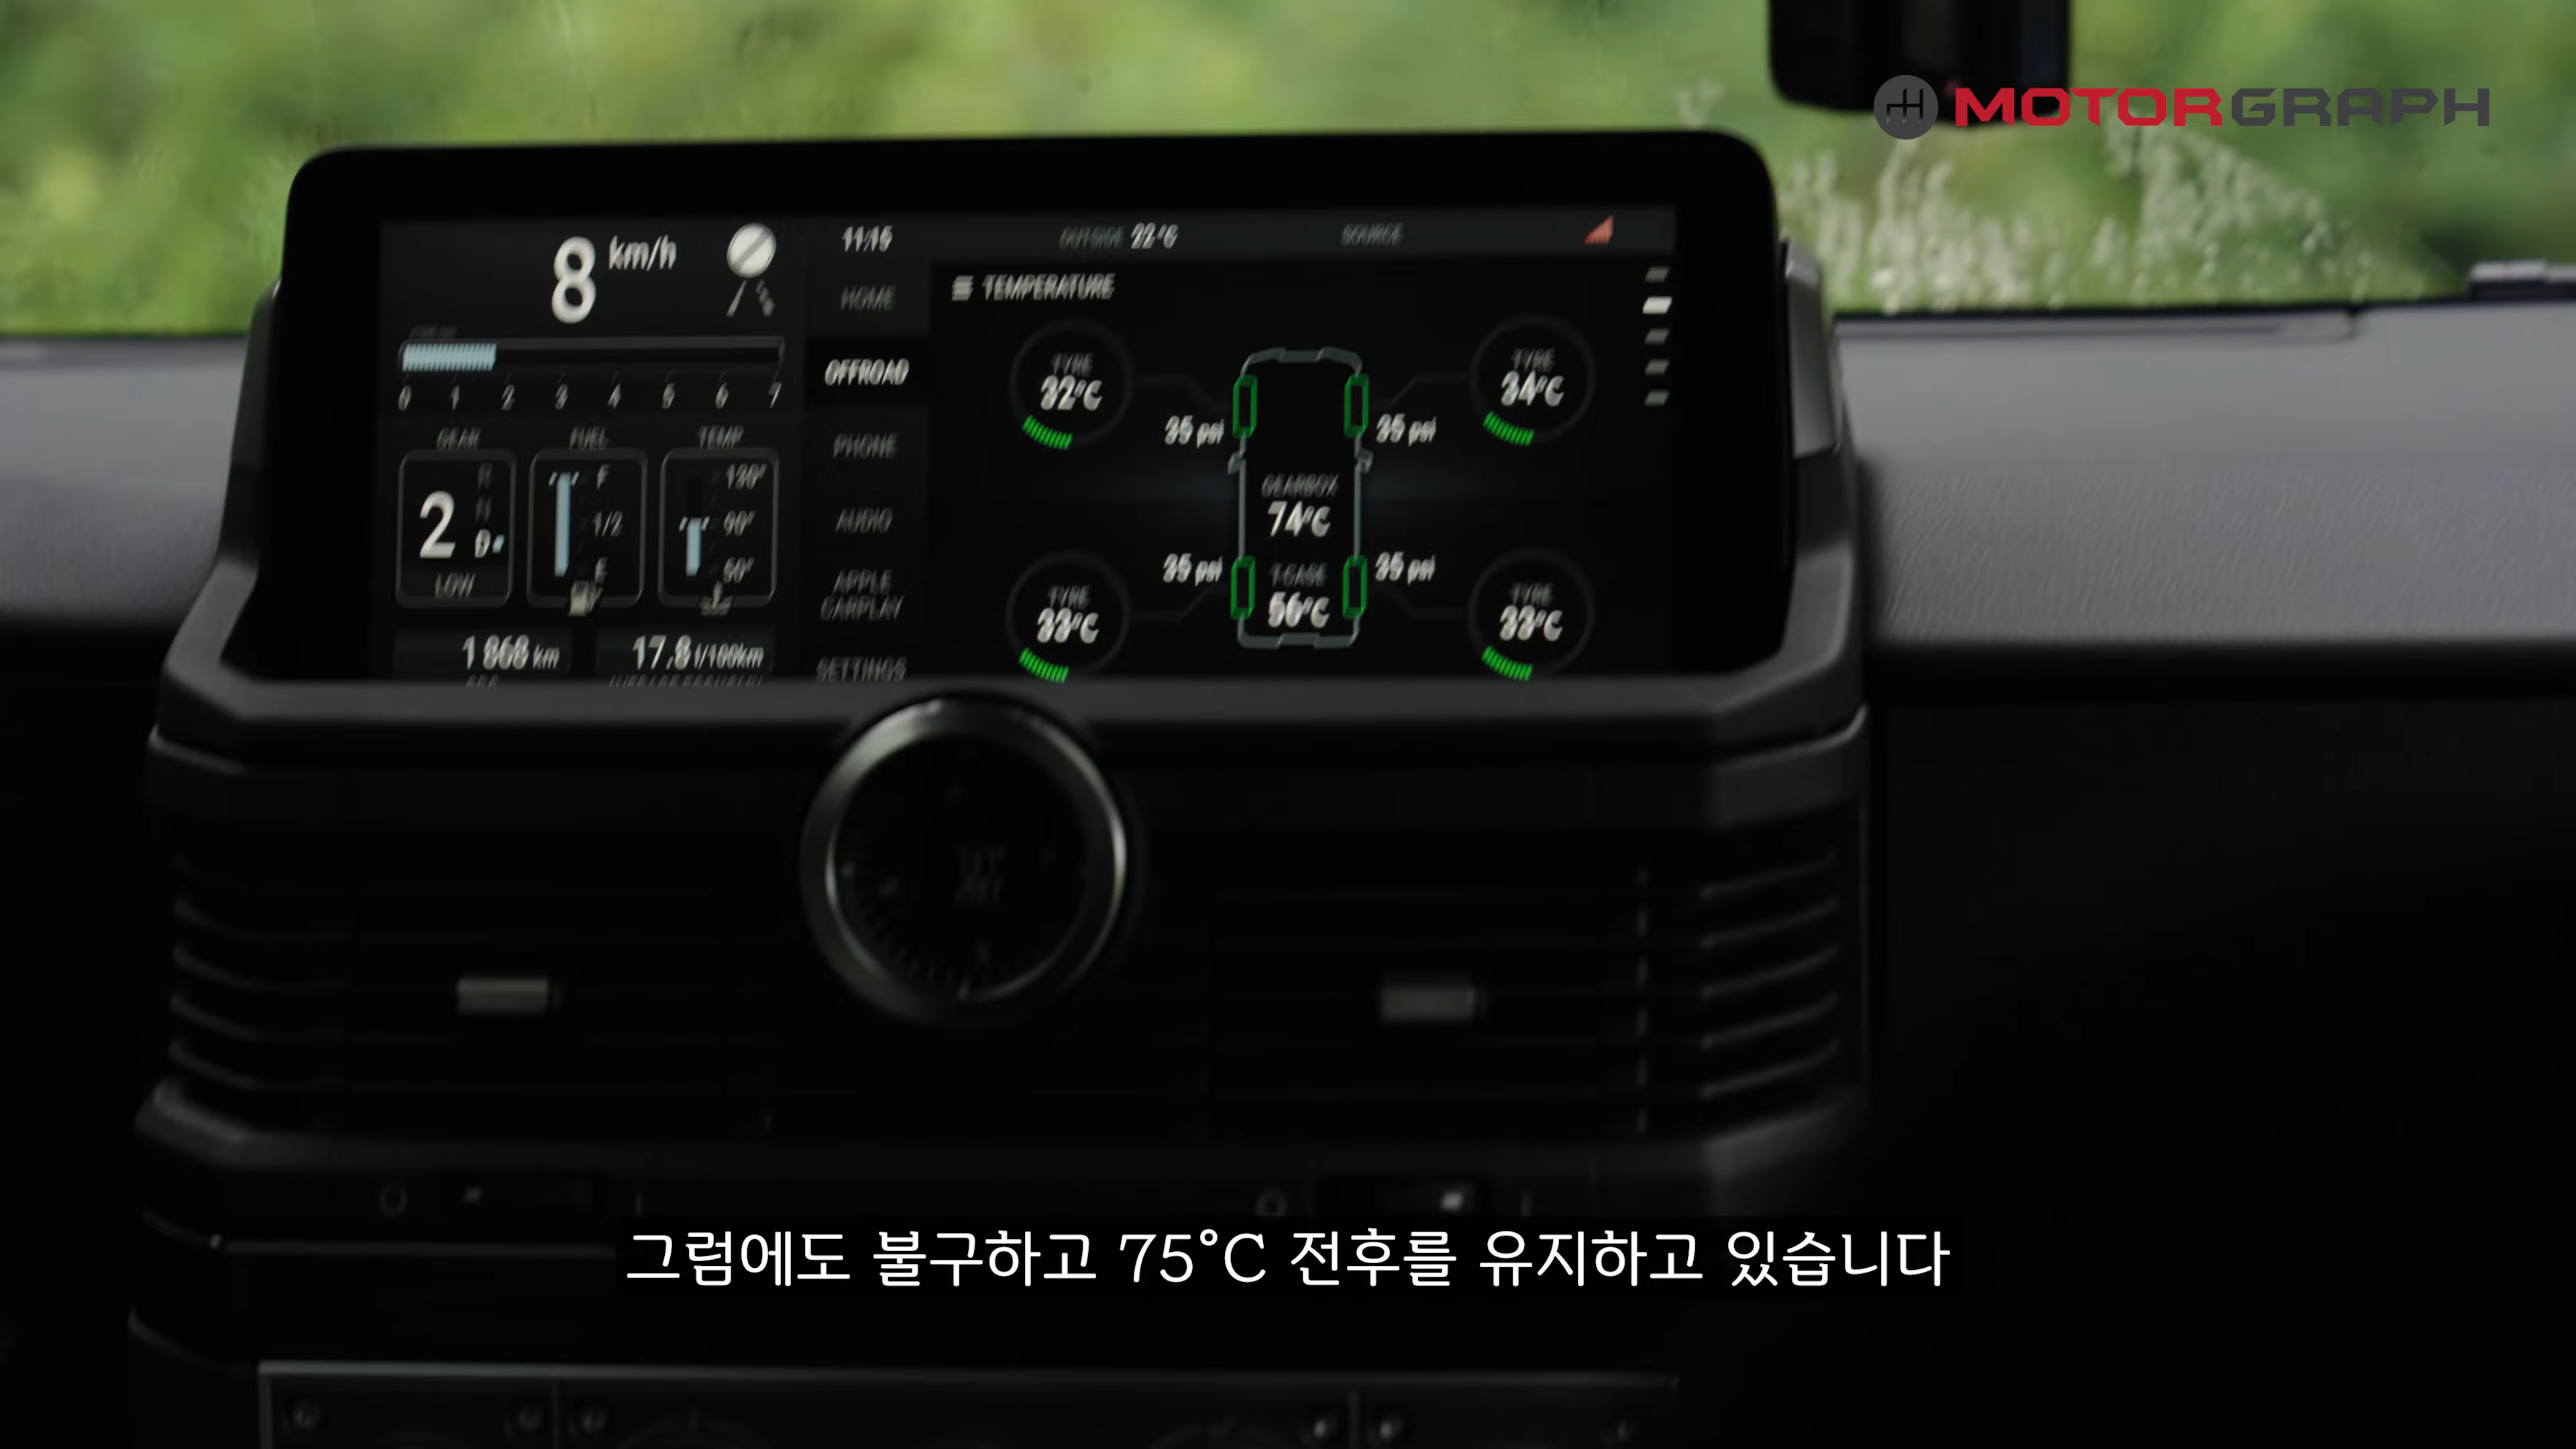 MOTORGRAPH
8 km/h
11:15
OUTSIDE 22°C
SOURCE
HOME
TEMPERATURE
0 1 2 3 4 5 6 7
OFFROAD
TYRE
32°C
TYRE
34°C
35 psi
35 psi
GEAR
FUEL
TEMP
PHONE
2
R
N
D
LOW
F
1/2
E
130°
90°
50°
GEARBOX
74°C
AUDIO
35 psi
35 psi
T-CASE
56°C
APPLE
CARPLAY
TYRE
33°C
TYRE
33°C
1 868 km
17.8 l/100km
SETTINGS
그럼에도 불구하고 75°C 전후를 유지하고 있습니다